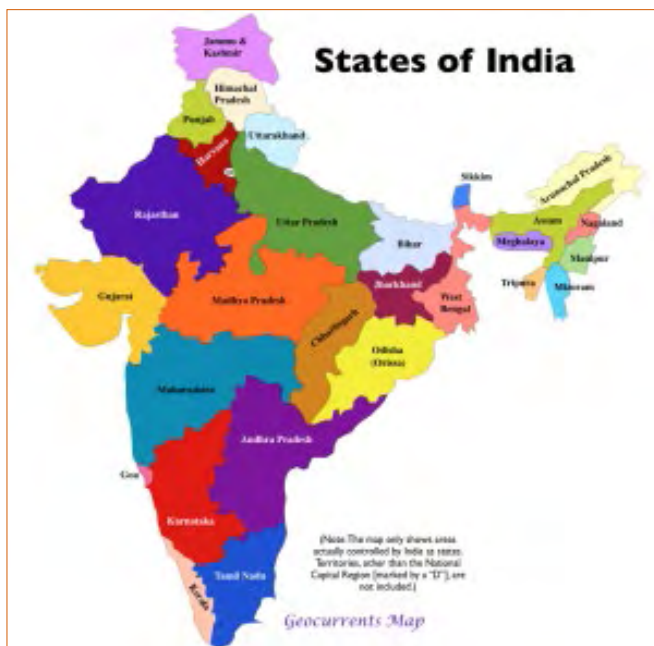 States of India
Jammu &
Kashmir
Himachal
Pradesh
Punjab
Uttarakhand
Haryana
Rajasthan
Uttar Pradesh
Sikkim
Arunachal Pradesh
Assam
Nagaland
Meghalaya
Manipur
Bihar
Tripura
Mizoram
Gujarat
Madhya Pradesh
Jharkhand
West
Bengal
Chhattisgarh
Odisha
(Orissa)
Maharashtra
Andhra Pradesh
Goa
Karnataka
(Note: The map only shows areas
actually controlled by India as states.
Territories, other than the National
Capital Region [marked by a "D"], are
not included.)
Tamil Nadu
Kerala
Geocurrents Map